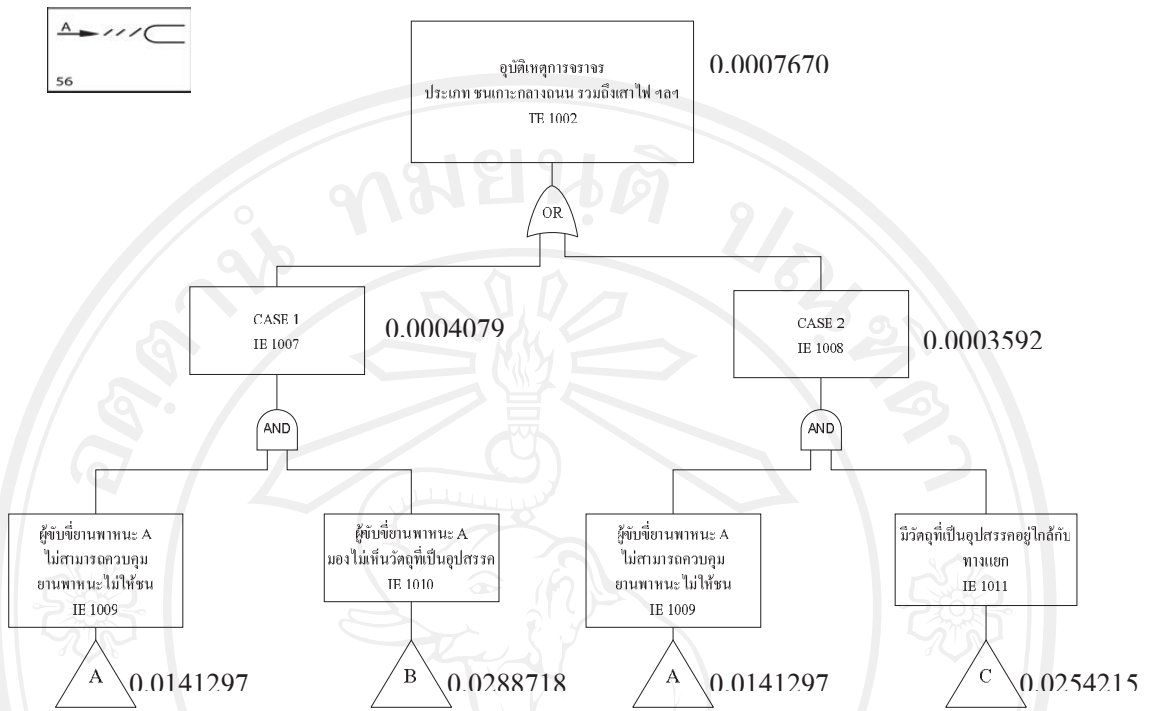 A
56
อุบัติเหตุการจราจร
ประเภท ชนเกาะกลางถนน รวมถึงเสาไฟ ฯลฯ
TE 1002
0.0007670
OR
CASE 1
IE 1007
0.0004079
CASE 2
IE 1008
0.0003592
AND
AND
ผู้ขับขี่ยานพาหนะ A
ไม่สามารถควบคุม
ยานพาหนะไม่ให้ชน
IE 1009
ผู้ขับขี่ยานพาหนะ A
มองไม่เห็นวัตถุที่เป็นอุปสรรค
IE 1010
ผู้ขับขี่ยานพาหนะ A
ไม่สามารถควบคุม
ยานพาหนะไม่ให้ชน
IE 1009
มีวัตถุที่เป็นอุปสรรคอยู่ใกล้กับ
ทางแยก
IE 1011
A
0.0141297
B
0.0288718
A
0.0141297
C
0.0254215